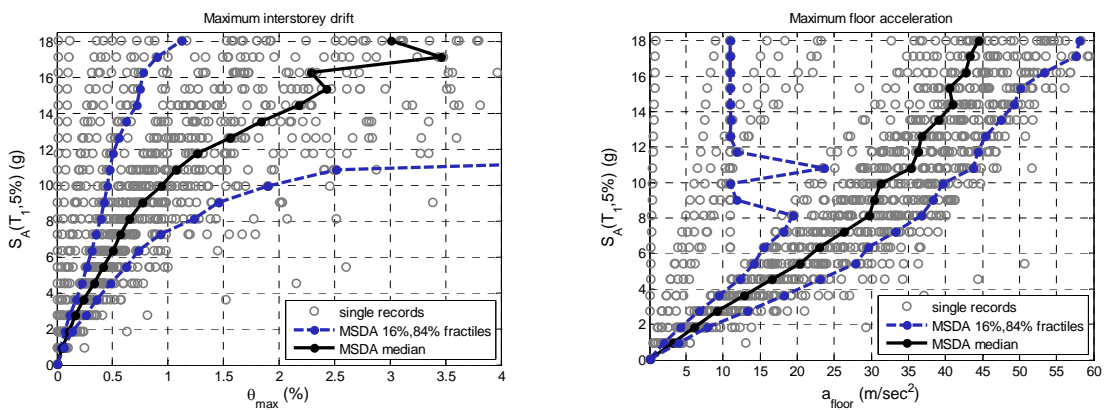 Maximum interstorey drift
18
16
14
12
10
8
6
4
2
0
S_A(T_1,5%) (g)
single records
MSDA 16%,84% fractiles
MSDA median
0 0.5 1 1.5 2 2.5 3 3.5 4
θ_max (%)
Maximum floor acceleration
18
16
14
12
10
8
6
4
2
0
S_A(T_1,5%) (g)
single records
MSDA 16%,84% fractiles
MSDA median
5 10 15 20 25 30 35 40 45 50 55 60
a_floor (m/sec²)